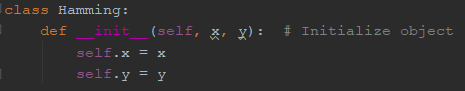 class Hamming:
    def __init__(self, x, y):  # Initialize object
        self.x = x
        self.y = y